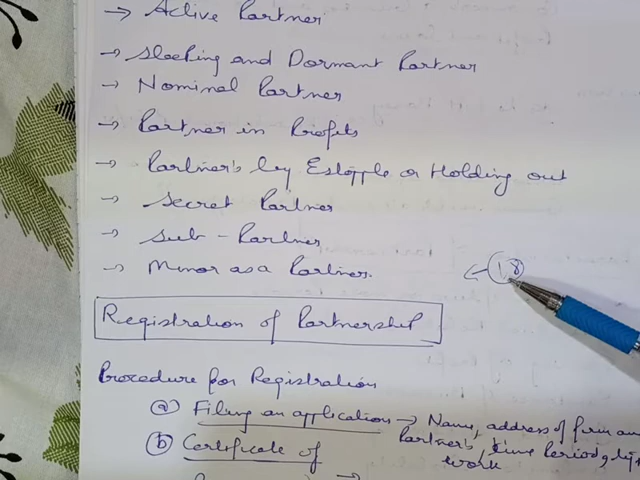 → Active Partner
→ Sleeping and Dormant Partner
→ Nominal Partner
→ Partner in Profits
→ Partner's by Estopple or Holding out
→ Secret Partner
→ Sub-Partner
→ Minor as a Partner. ← 18
Registration of Partnership
Procedure for Registration
(a) Filing an application → Name, address of firm and
Partner's, time period,
work
(b) Certificate of